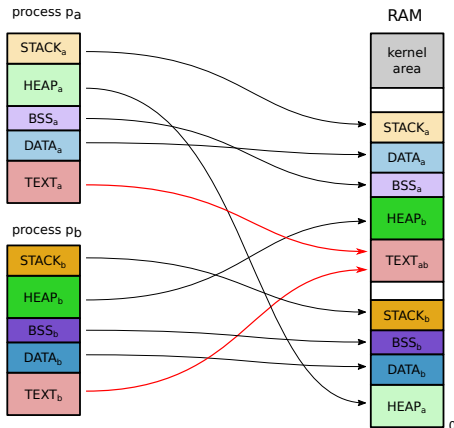 process pa
STACKa
HEAPa
BSSa
DATAa
TEXTa
process pb
STACKb
HEAPb
BSSb
DATAb
TEXTb
RAM
kernel
area
STACKa
DATAa
BSSa
HEAPb
TEXTab
STACKb
BSSb
DATAb
HEAPa
0